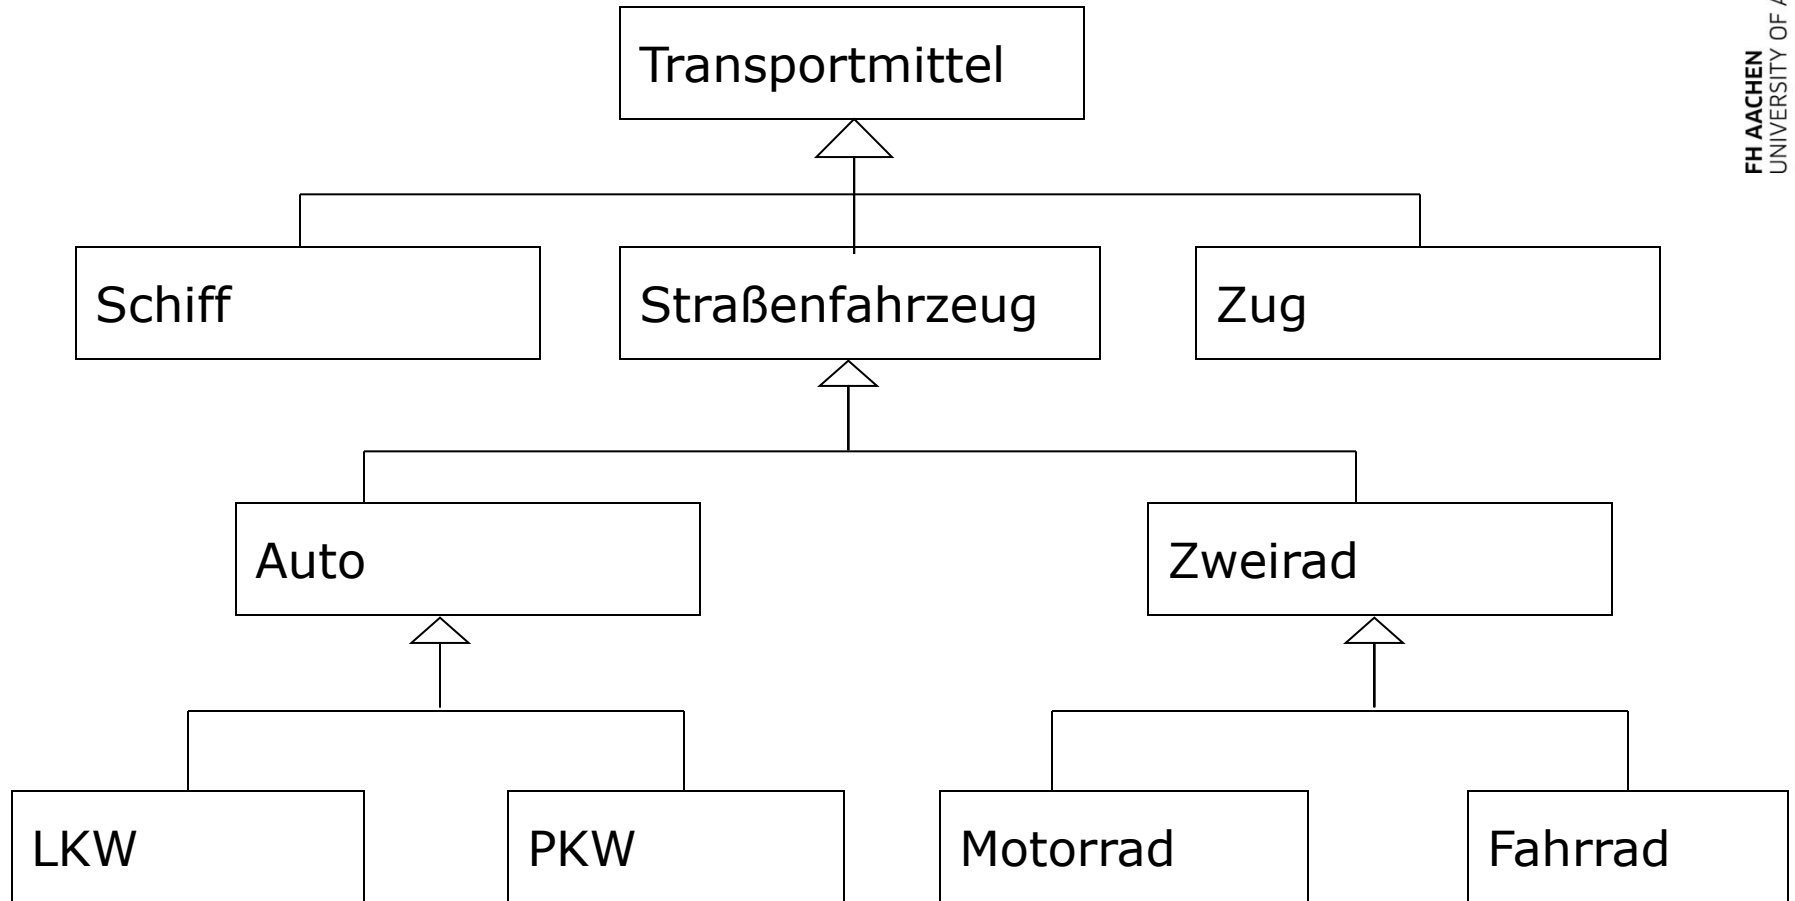 Transportmittel
FH AACHEN
UNIVERSITY OF
Schiff
Straßenfahrzeug
Zug
Auto
Zweirad
LKW
PKW
Motorrad
Fahrrad